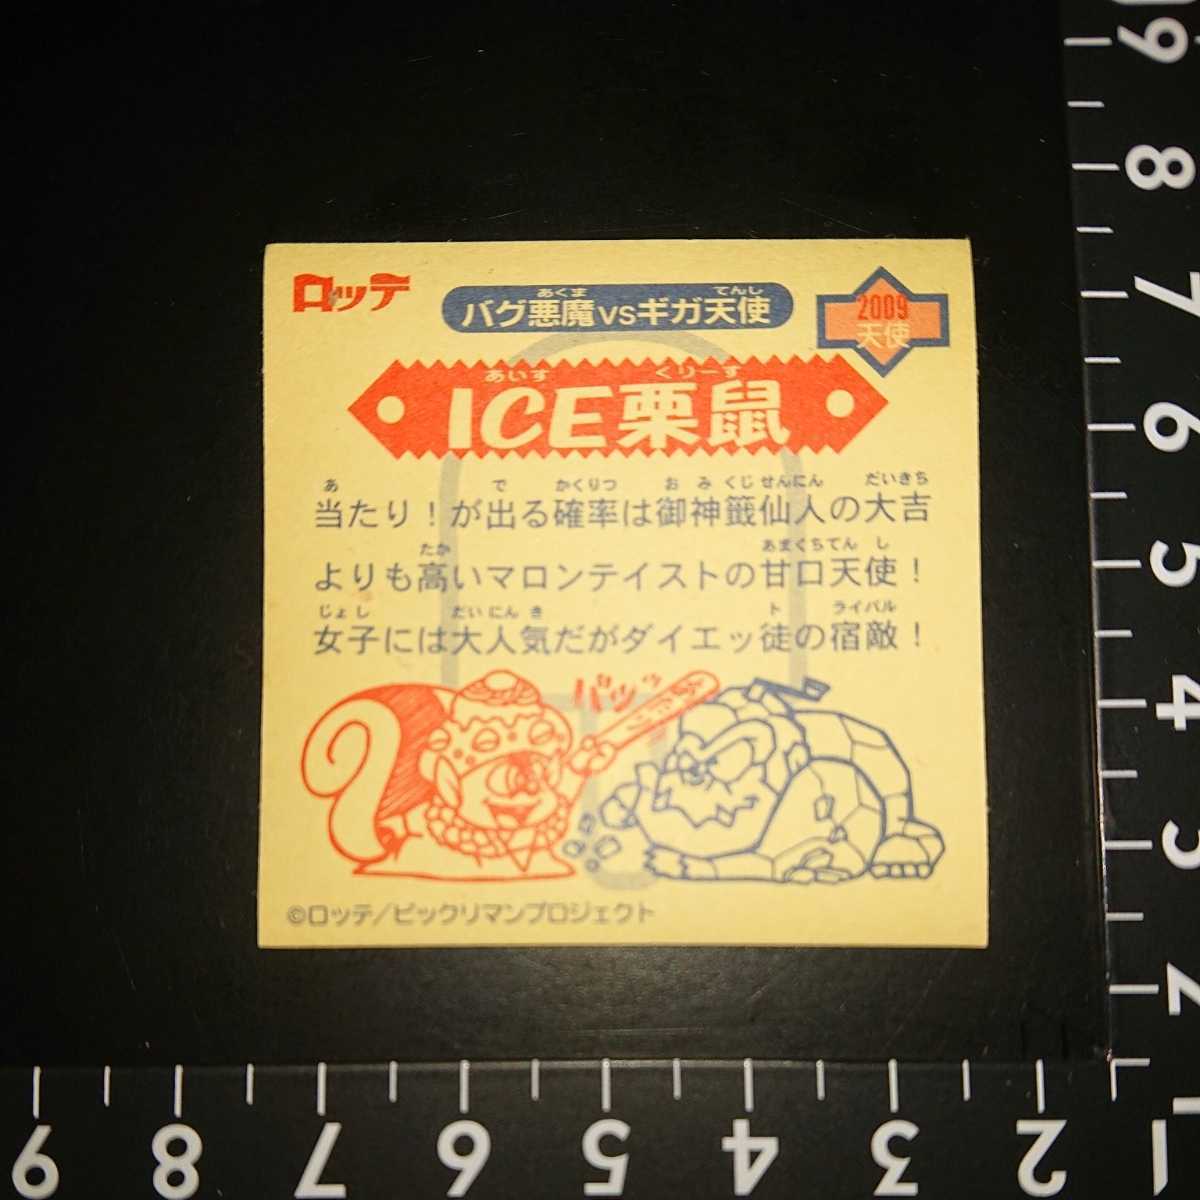 ロッテ
バグ悪魔VSギガ天使
あくま てんし
2009
天使
あいす くりーす
ICE栗鼠
あ で かくりつ お み くじ せんにん だいきち
当たり！が出る確率は御神籤仙人の大吉
たか あまくちてん し
よりも高いマロンテイストの甘口天使！
じょし だいにんき ト ライバル
女子には大人気だがダイエッ徒の宿敵！
©ロッテ/ビックリマンプロジェクト
9
8
7
6
5
4
3
2
1
9
8
7
6
5
4
3
2